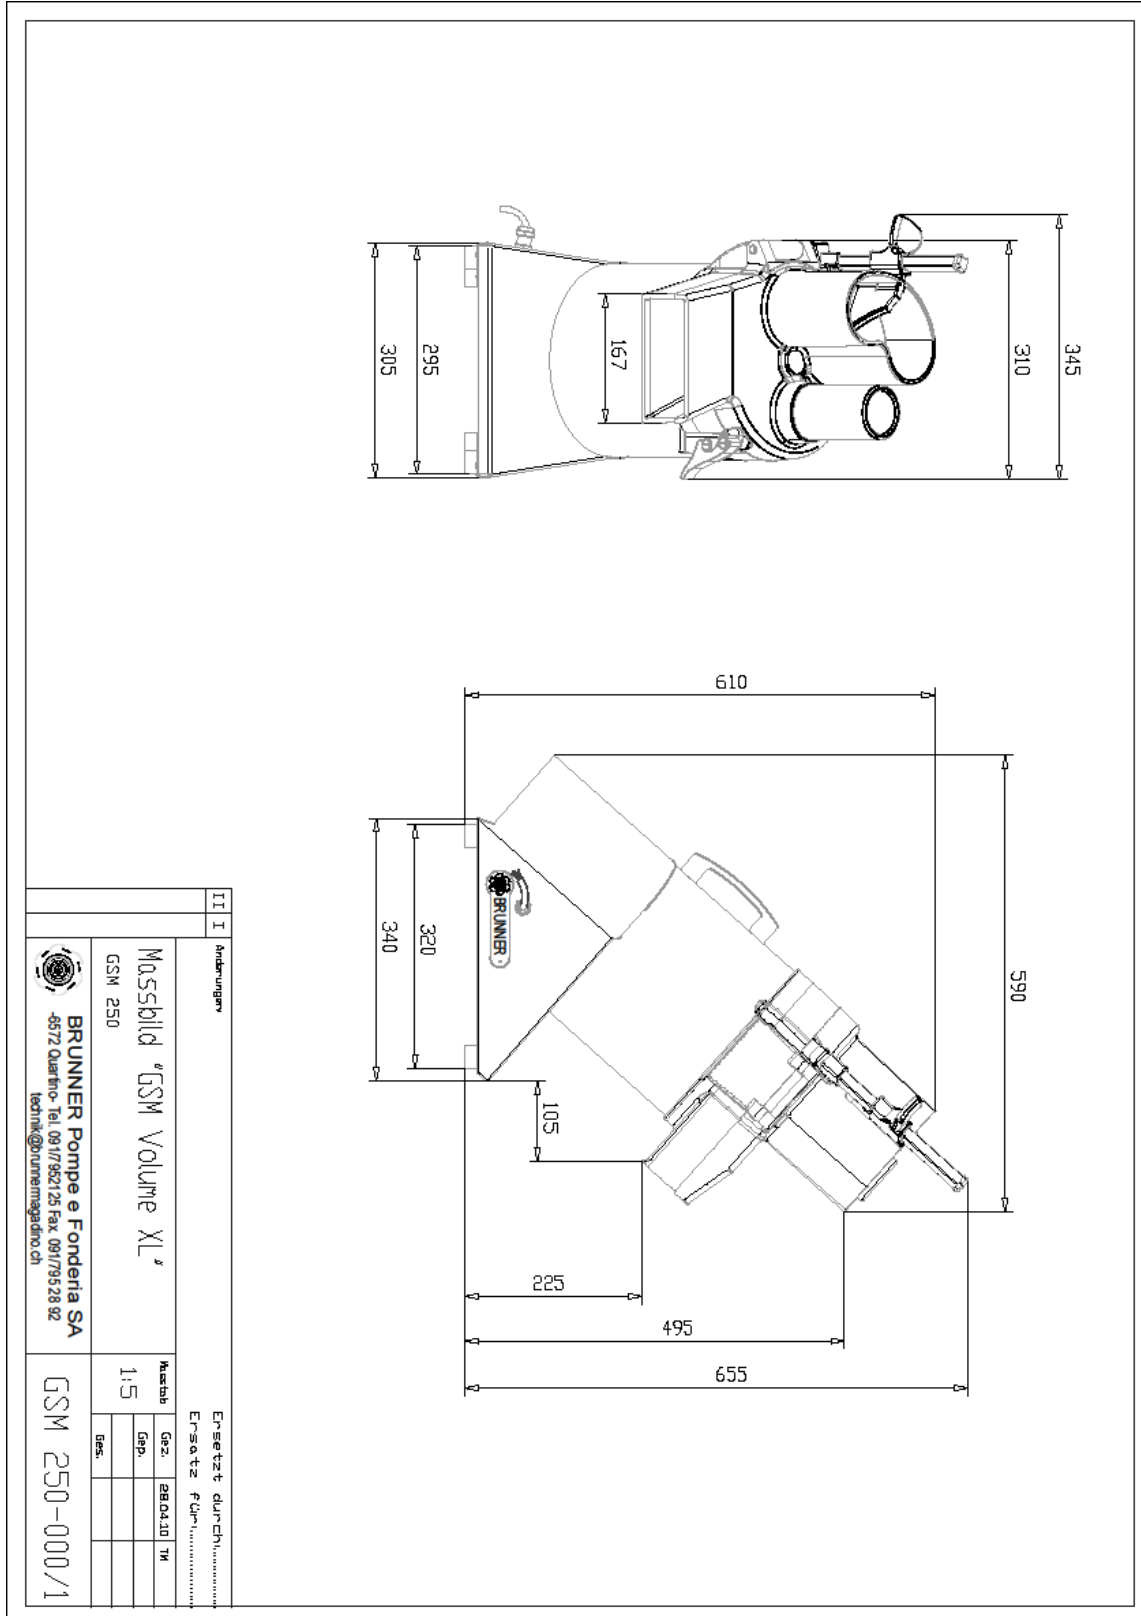 345
310
167
295
305
610
590
320
340
BRUNNER
105
225
495
655
II
I
Änderungen
Ersetzt durch:
Ersatz für:
Massbild "GSM Volume XL"
GSM 250
Massstab
1:5
Gez.
28.04.10
TM
Gep.
Ges.
BRUNNER Pompe e Fonderia SA
-6572 Quartino- Tel. 091/7952125 Fax. 091/795 28 92
technik@brunnermagadino.ch
GSM 250-000/1